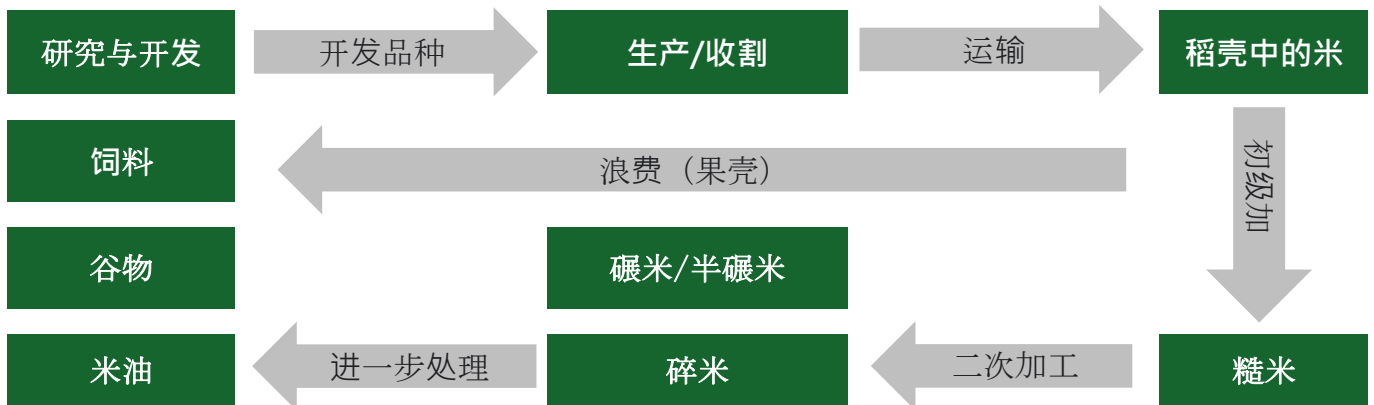 研究与开发
开发品种
生产/收割
运输
稻壳中的米
饲料
浪费（果壳）
初级加
谷物
碾米/半碾米
米油
进一步处理
碎米
二次加工
糙米